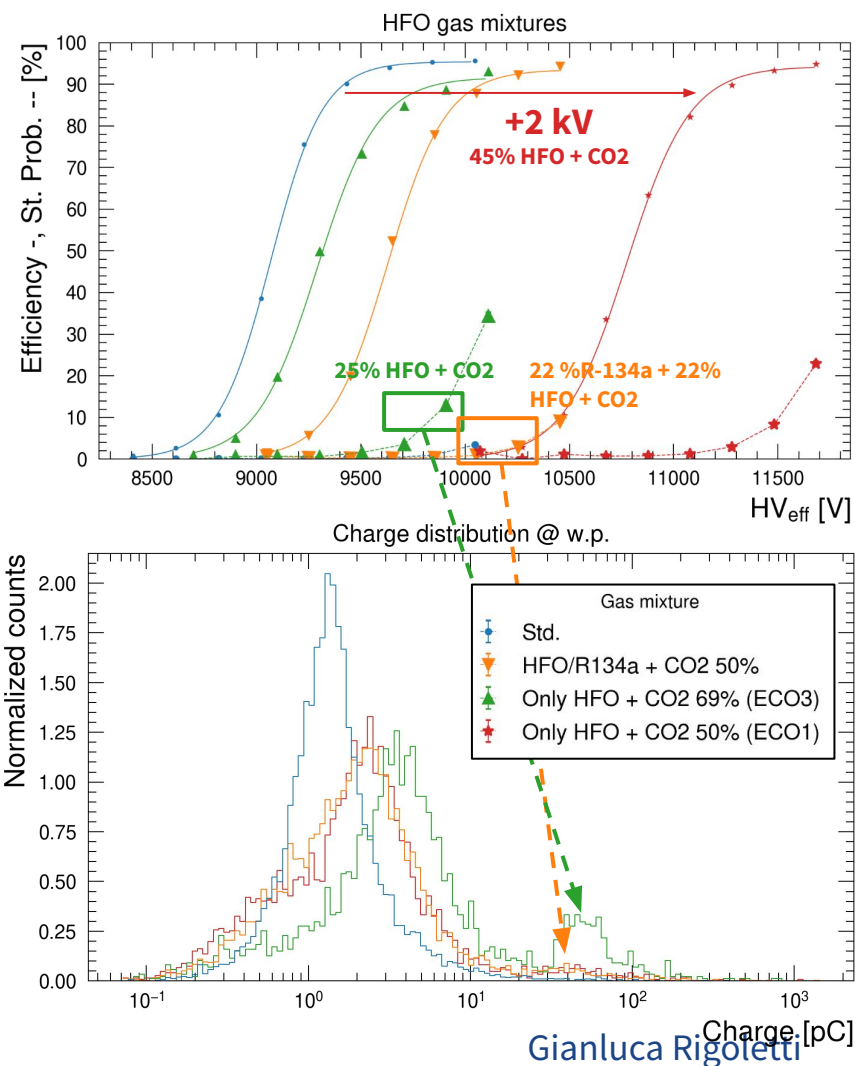 HFO gas mixtures
Efficiency -, St. Prob. -- [%]
100
90
80
70
60
50
40
30
20
10
0
+2 kV
45% HFO + CO2
25% HFO + CO2
22 %R-134a + 22%
HFO + CO2
8500 9000 9500 10000 10500 11000 11500
HVeff [V]
Charge distribution @ w.p.
Normalized counts
2.00
1.75
1.50
1.25
1.00
0.75
0.50
0.25
0.00
Gas mixture
Std.
HFO/R134a + CO2 50%
Only HFO + CO2 69% (ECO3)
Only HFO + CO2 50% (ECO1)
10⁻¹ 10⁰ 10¹ 10² 10³
Charge [pC]
Gianluca Rigoletti